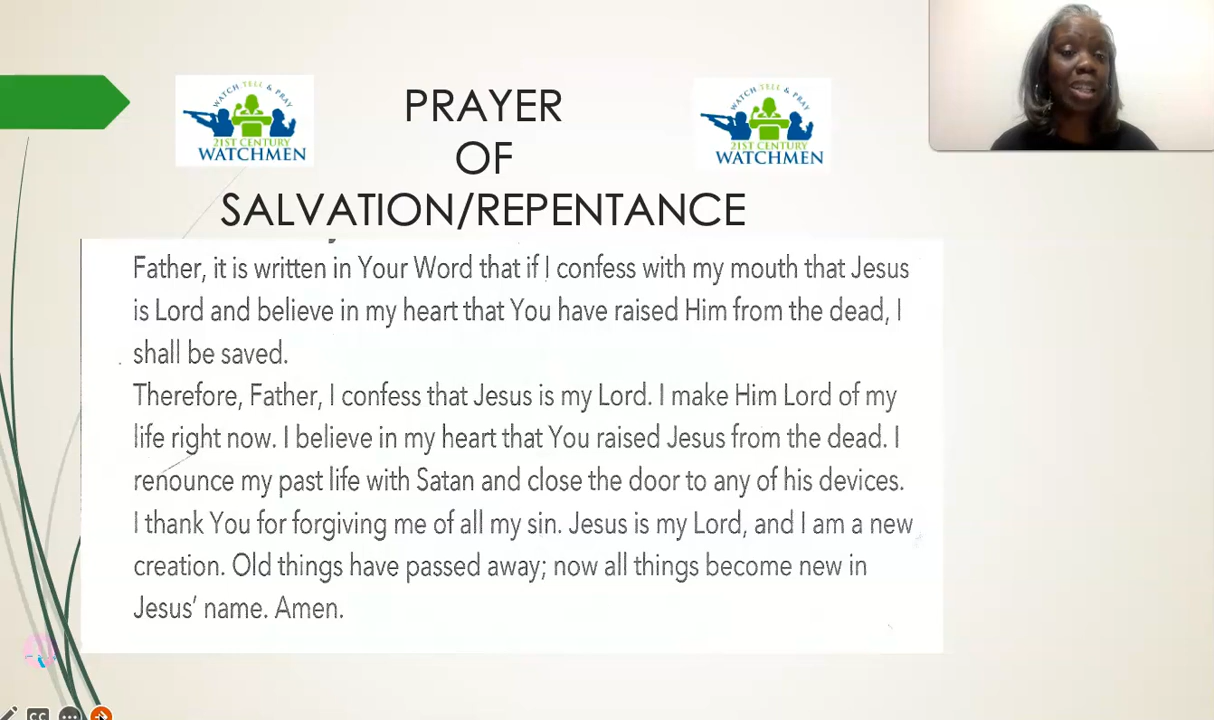 WATCH TELL & PRAY
21ST CENTURY
WATCHMEN
PRAYER
OF
SALVATION/REPENTANCE
WATCH TELL & PRAY
21ST CENTURY
WATCHMEN
Father, it is written in Your Word that if I confess with my mouth that Jesus
is Lord and believe in my heart that You have raised Him from the dead, I
shall be saved.
Therefore, Father, I confess that Jesus is my Lord. I make Him Lord of my
life right now. I believe in my heart that You raised Jesus from the dead. I
renounce my past life with Satan and close the door to any of his devices.
I thank You for forgiving me of all my sin. Jesus is my Lord, and I am a new
creation. Old things have passed away; now all things become new in
Jesus' name. Amen.
CC